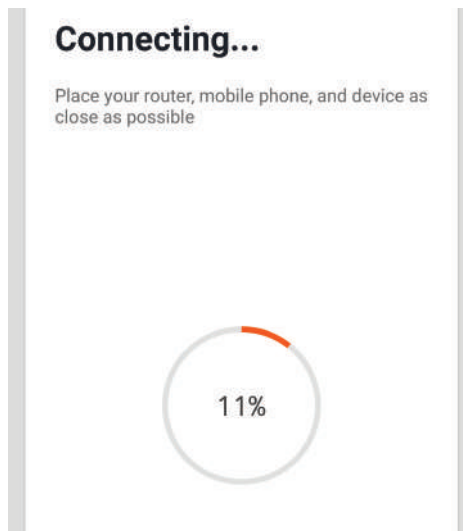 Connecting...
Place your router, mobile phone, and device as
close as possible
11%